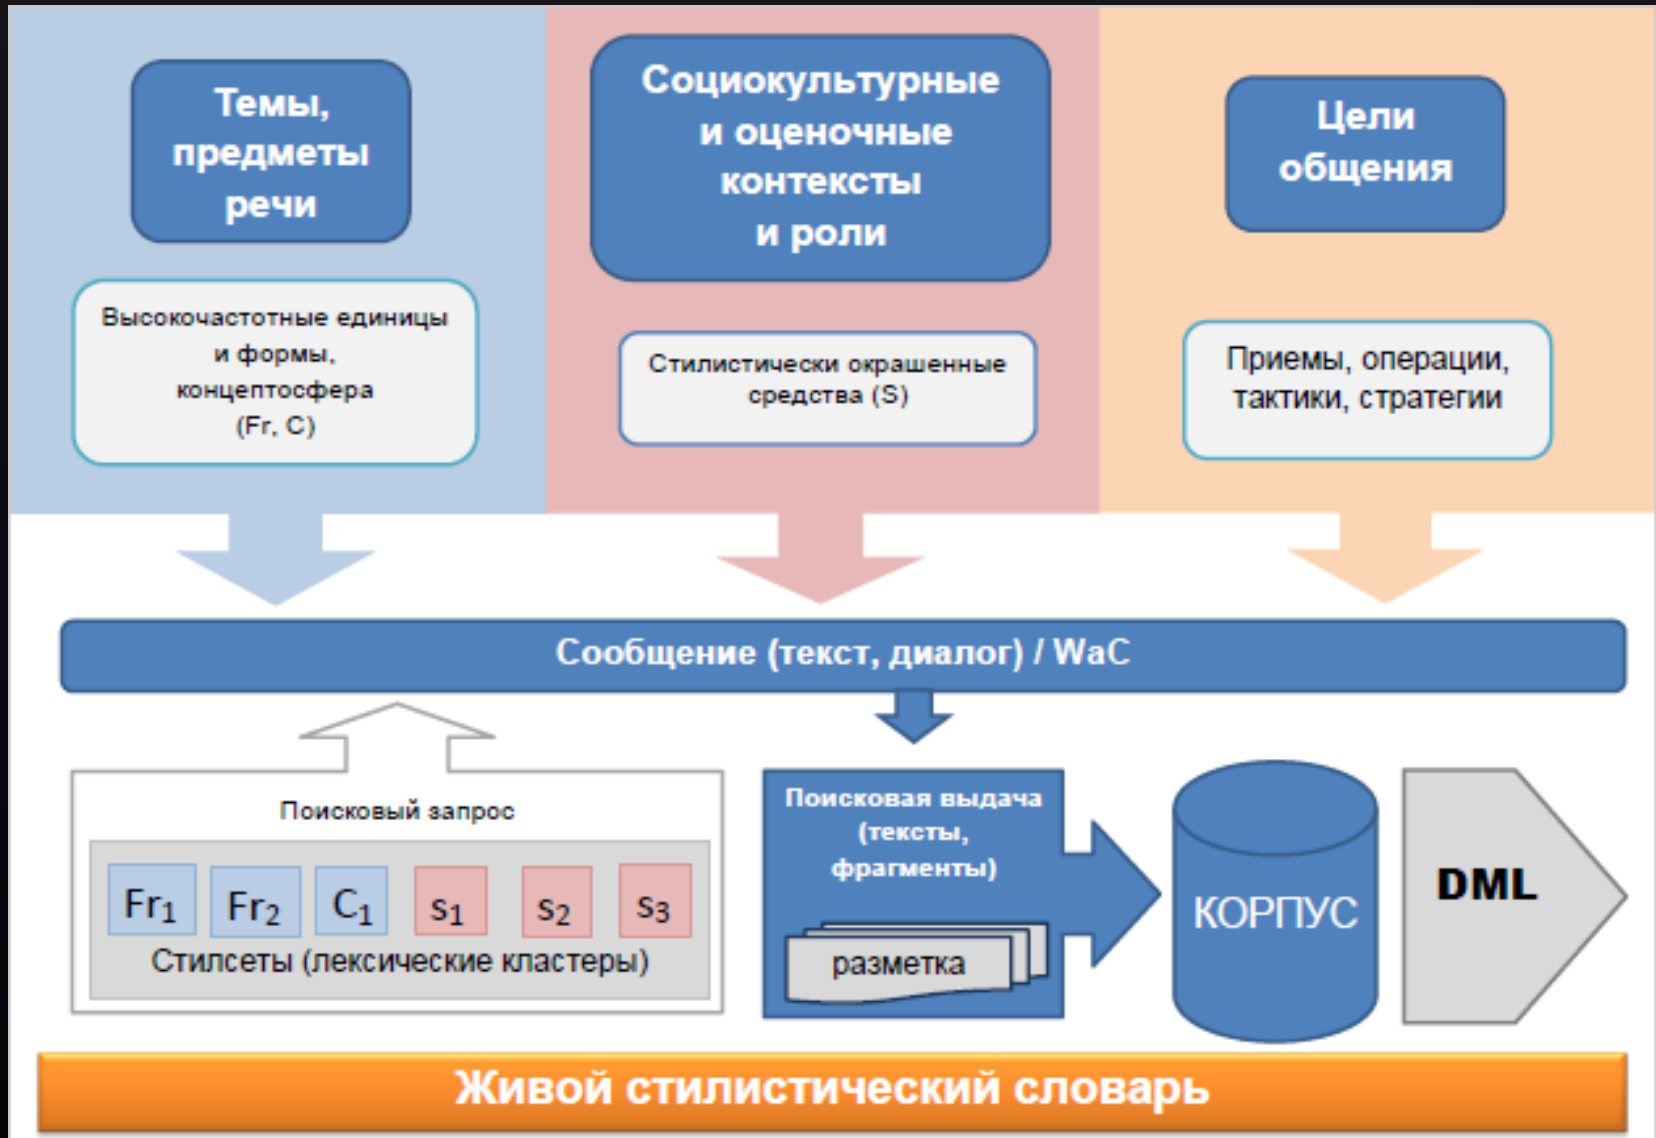 Темы,
предметы
речи
Социокультурные
и оценочные
контексты
и роли
Цели
общения
Высокочастотные единицы
и формы,
концептосфера
(Fr, C)
Стилистически окрашенные
средства (S)
Приемы, операции,
тактики, стратегии
Сообщение (текст, диалог) / WaC
Поисковый запрос
Fr₁ Fr₂ C₁ s₁ s₂ s₃
Стилсеты (лексические кластеры)
Поисковая выдача
(тексты,
фрагменты)
разметка
КОРПУС
DML
Живой стилистический словарь